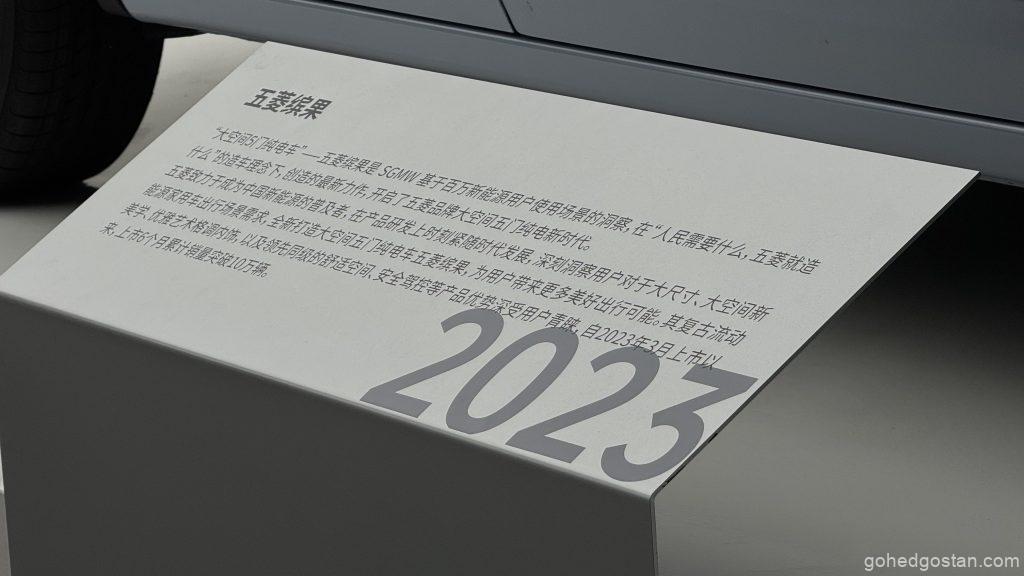 五菱缤果
“大空间5门纯电车”——五菱缤果是 SGMW 基于百万新能源用户使用场景的洞察, 在“人民需要什么, 五菱就造
什么”的造车理念下, 创造的最新力作, 开启了五菱品牌大空间五门纯电新时代。
五菱致力于成为中国新能源的普及者, 在产品研发上时刻紧随时代发展, 深刻洞察用户对于大尺寸、大空间新
能源家用车出行场景需求, 全新打造大空间五门纯电车五菱缤果, 为用户带来更多美好出行可能。其复古流动
美学, 优雅艺术格调内饰, 以及领先同级的舒适空间、安全驾控等产品优势深受用户青睐, 自2023年3月上市以
来, 上市6个月累计销量突破10万辆。
2023
gohedgostan.com